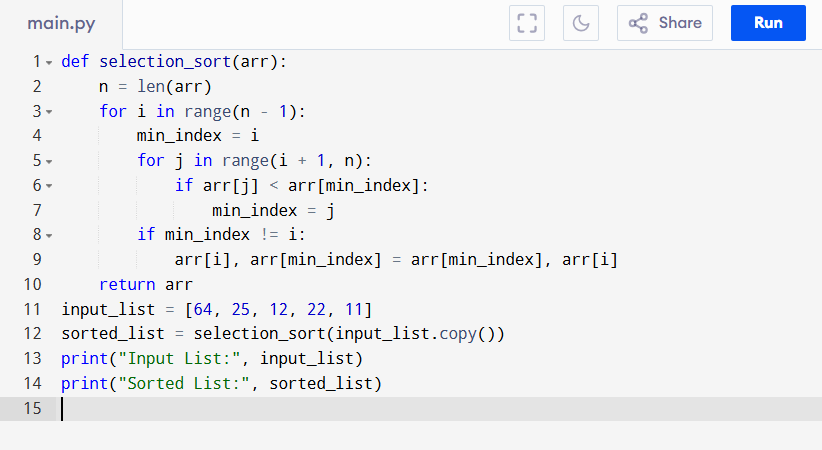 main.py
Share
Run
1 def selection_sort(arr):
2     n = len(arr)
3     for i in range(n - 1):
4         min_index = i
5         for j in range(i + 1, n):
6             if arr[j] < arr[min_index]:
7                 min_index = j
8         if min_index != i:
9             arr[i], arr[min_index] = arr[min_index], arr[i]
10     return arr
11 input_list = [64, 25, 12, 22, 11]
12 sorted_list = selection_sort(input_list.copy())
13 print("Input List:", input_list)
14 print("Sorted List:", sorted_list)
15